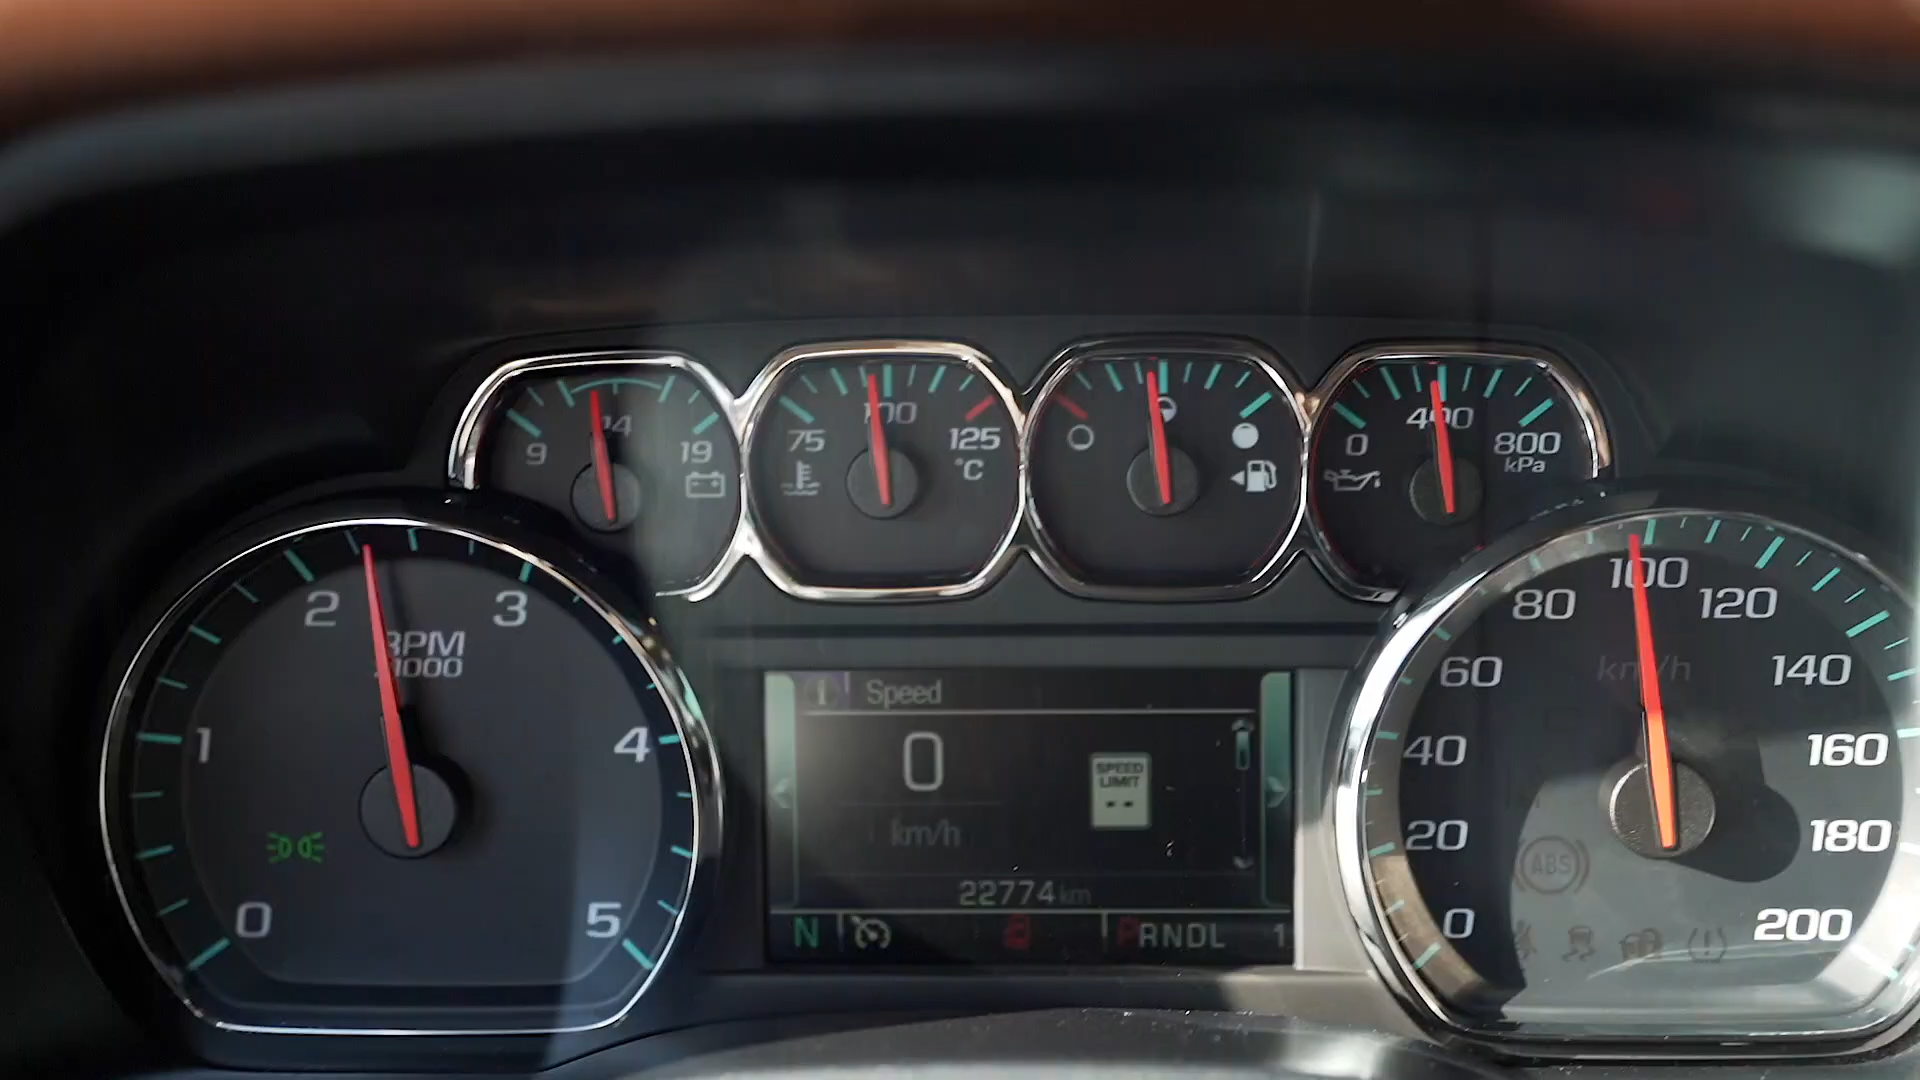 9 14 19
75 100 125
°C
0 400 800
kPa
0 1 2 3 4 5
RPM
x1000
i Speed
0
km/h
SPEED
LIMIT
--
22774 km
N PRNDL 1
0 20 40 60 80 100 120 140 160 180 200
km/h
ABS